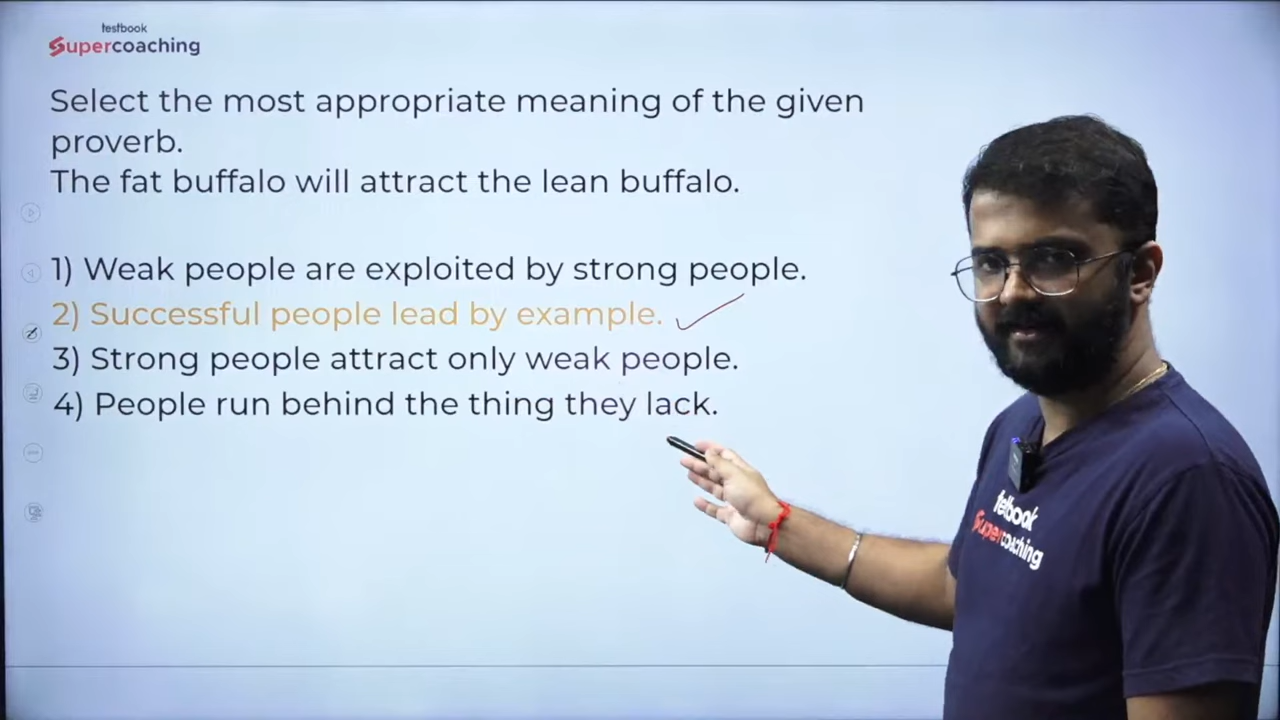 testbook
Supercoaching
Select the most appropriate meaning of the given
proverb.
The fat buffalo will attract the lean buffalo.
1) Weak people are exploited by strong people.
2) Successful people lead by example.
3) Strong people attract only weak people.
4) People run behind the thing they lack.
testbook
Supercoaching